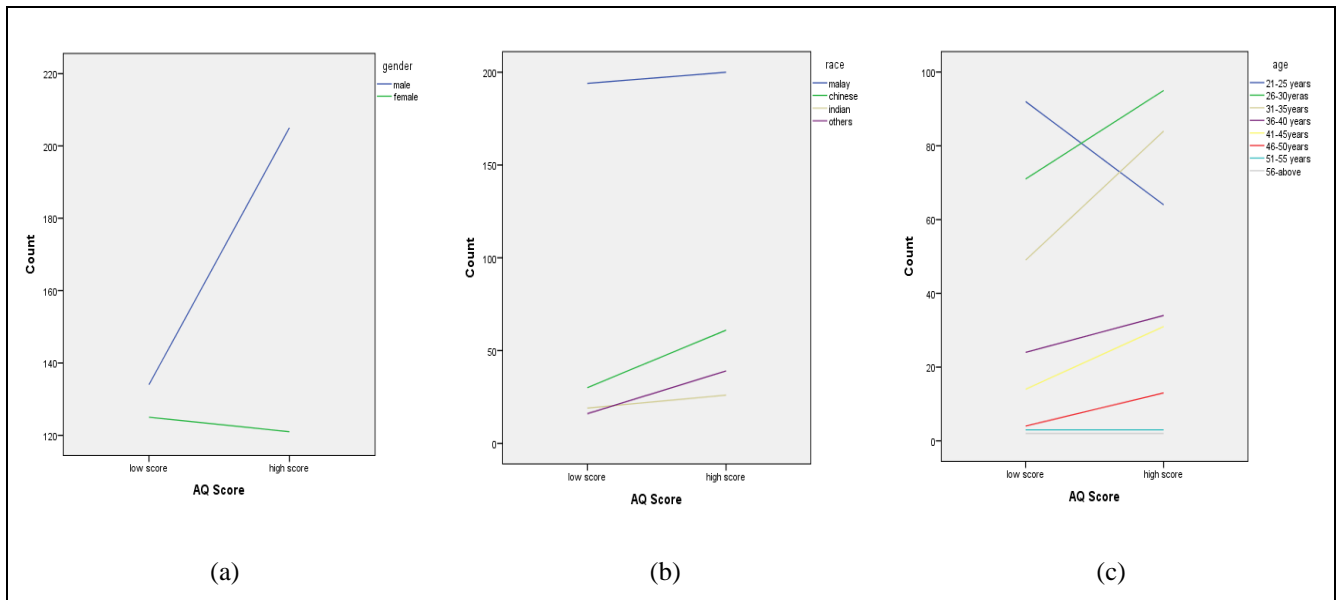 220
200
180
160
140
120
Count
low score
high score
AQ Score
gender
male
female
(a)
200
150
100
50
0
Count
low score
high score
AQ Score
race
malay
chinese
indian
others
(b)
100
80
60
40
20
0
Count
low score
high score
AQ Score
age
21-25 years
26-30yeras
31-35years
36-40 years
41-45years
46-50years
51-55 years
56-above
(c)